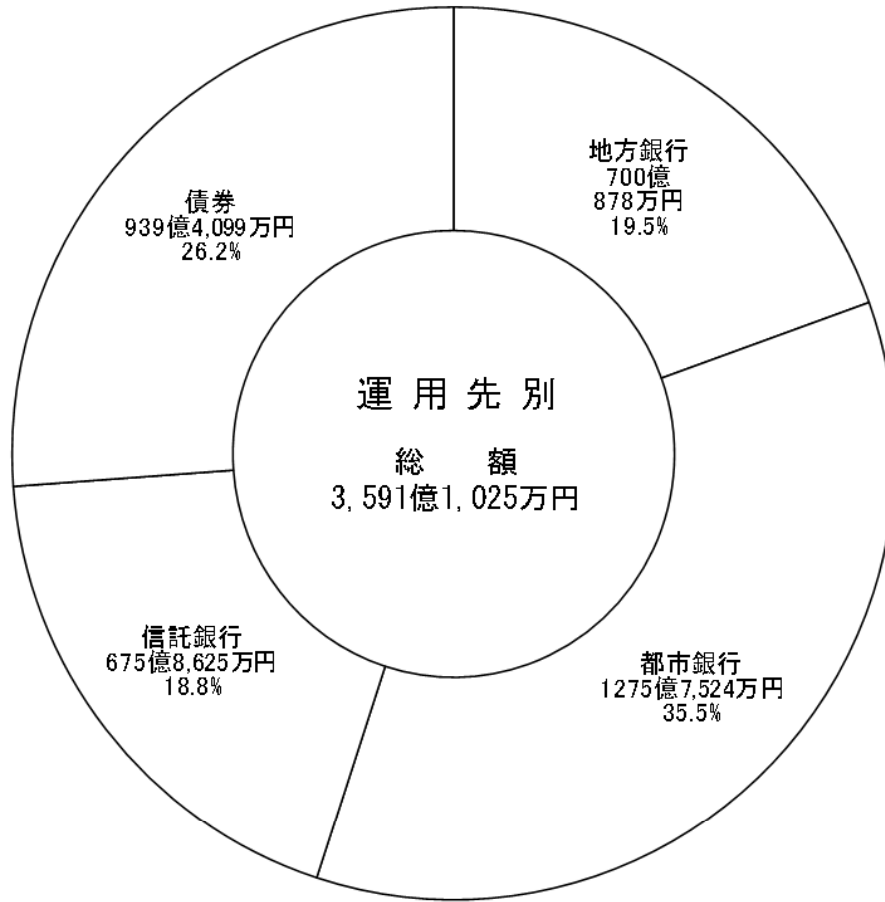 地方銀行
700億
878万円
19.5%
債券
939億4,099万円
26.2%
運用先別
総　額
3,591億1,025万円
信託銀行
675億8,625万円
18.8%
都市銀行
1275億7,524万円
35.5%